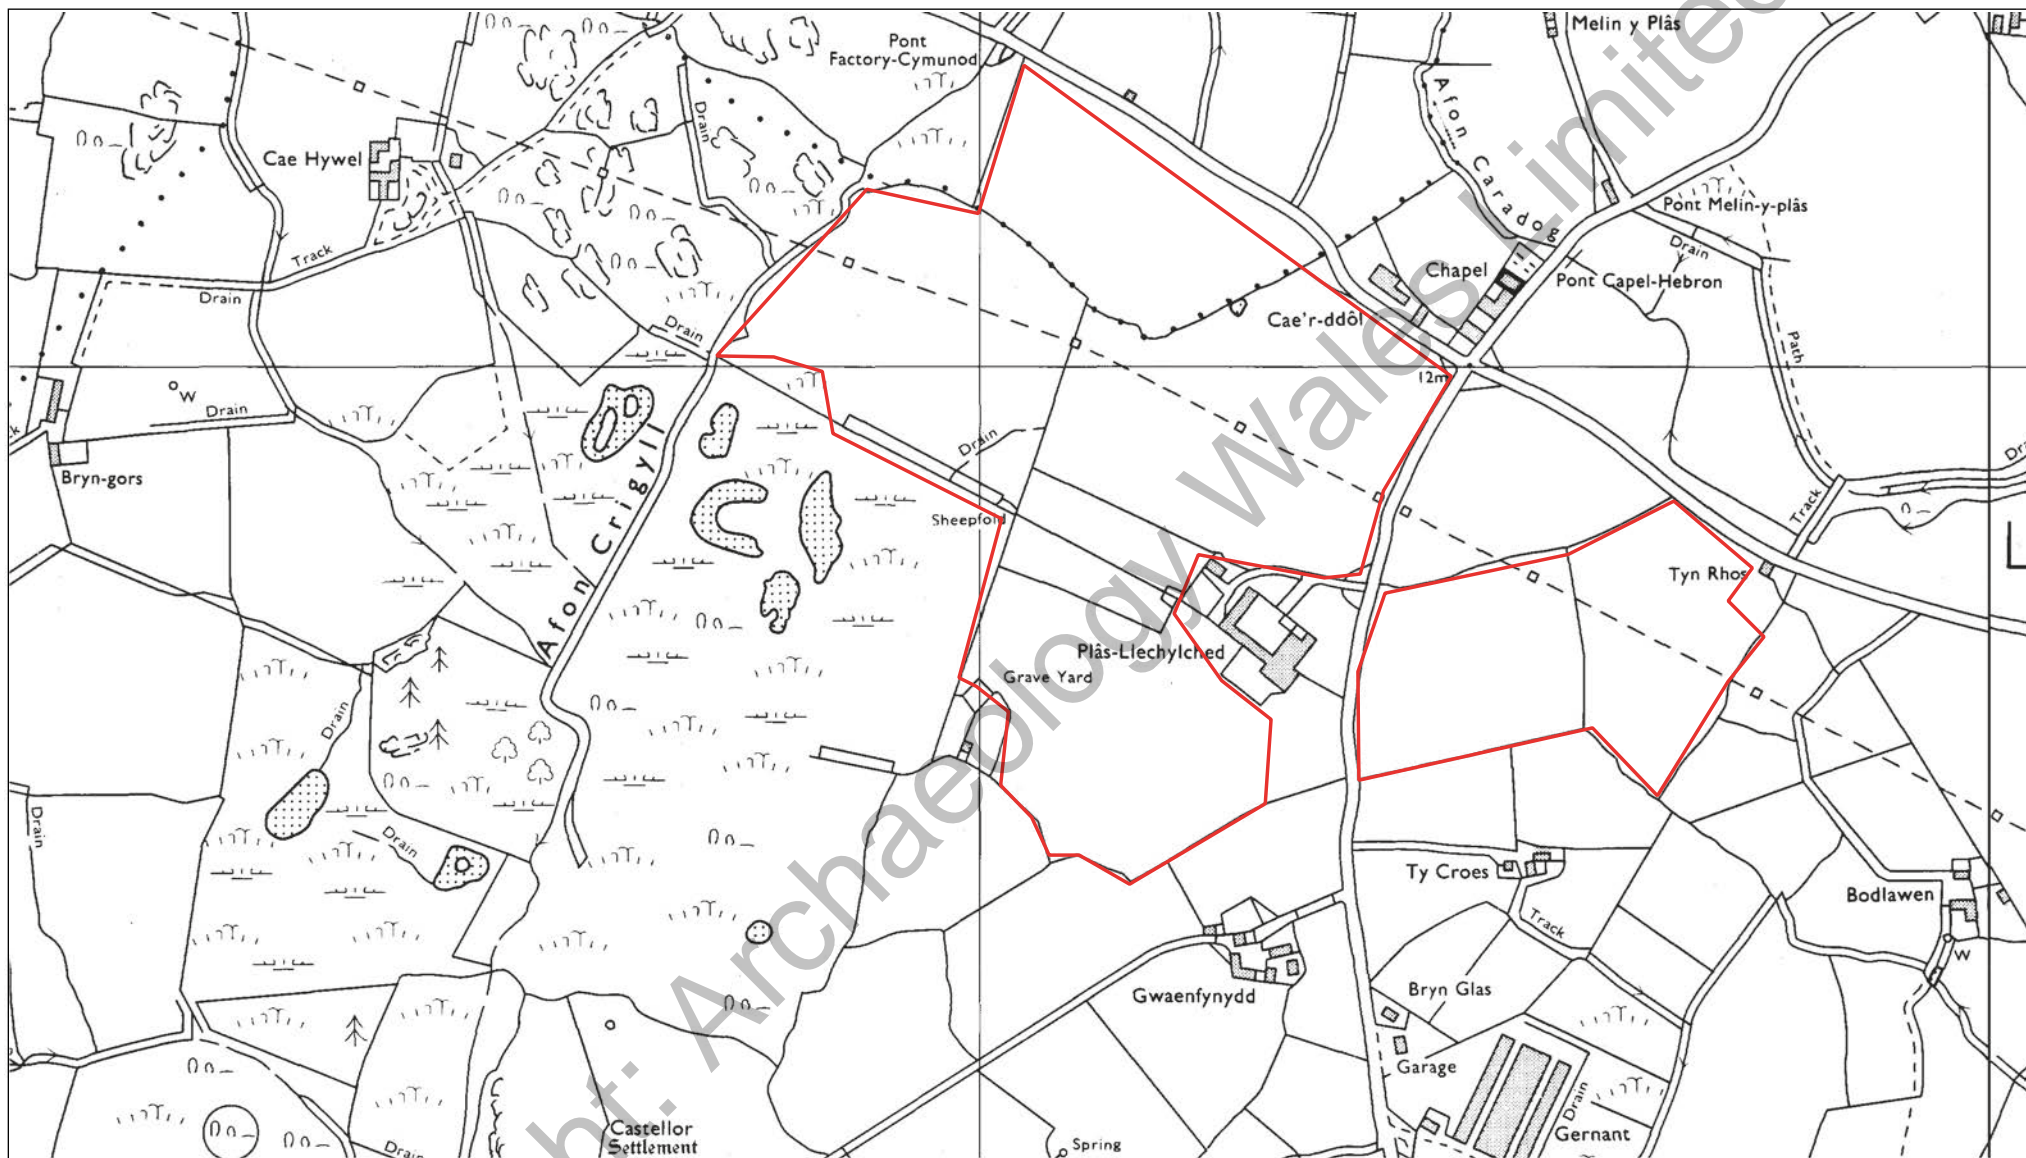 Melin y Plâs
Pont
Factory-Cymunod
Afon Caradog
Drain
Cae Hywel
Pont Melin-y-plâs
Drain
Track
Drain
Chapel
Pont Capel-Hebron
Cae'r-ddôl
Drain
Path
12m
W
Drain
Drain
Bryn-gors
Afon Crigyll
Sheepfold
Track
Tyn Rhos
Plâs-Llechylched
Grave Yard
Drain
Drain
Drain
Ty Croes
Track
Bodlawen
W
Gwaenfynydd
Bryn Glas
Garage
Drain
Gernant
Castellor
Settlement
Spring
Drain
ht: Archaeology Wales Limited